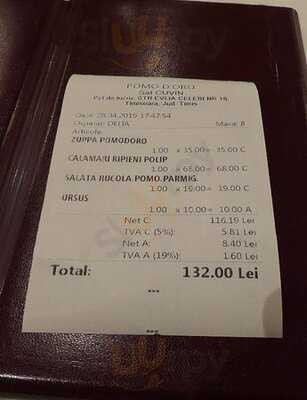 POMO D'ORO
Sat CUVIN
Timisoara, Jud. Timis
Data: 28.04.2019 17:47:54
Ospatar: DELIA Masa: 8
Articole:
ZUPPA POMODORO
1.00 x 35.00= 35.00 C
CALAMARI RIPIENI POLIP
1.00 x 68.00= 68.00 C
SALATA RUCOLA.POMO.PARMIG.
1.00 x 19.00= 19.00 C
URSUS
1.00 x 10.00= 10.00 A
Net C: 116.19 Lei
TVA C (5%): 5.81 Lei
Net A: 8.40 Lei
TVA A (19%): 1.60 Lei
Total: 132.00 Lei
---
---